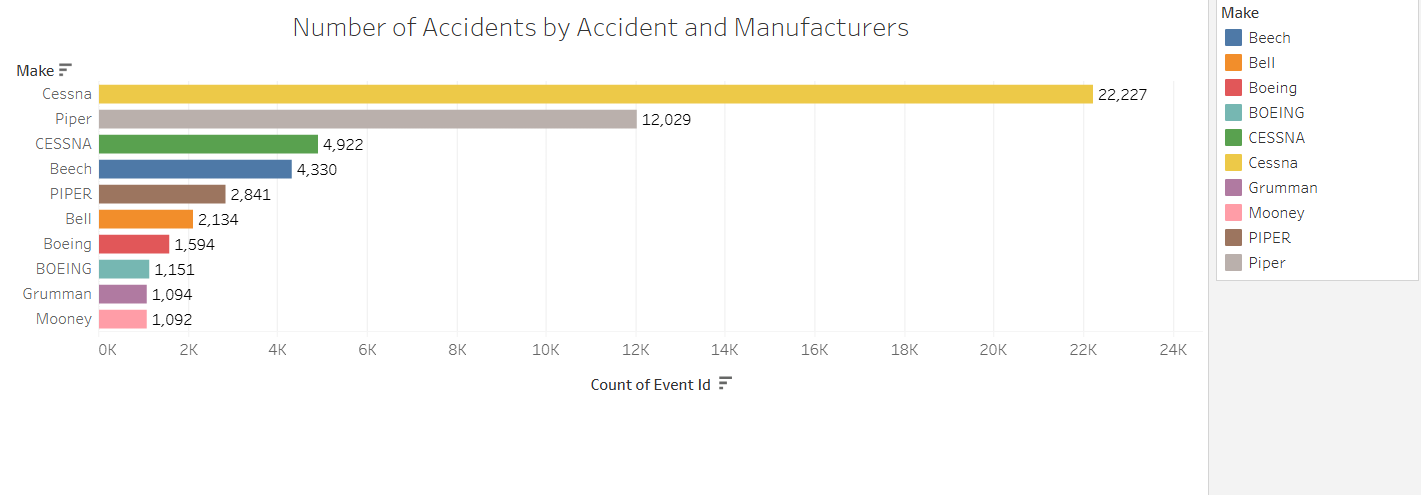 Number of Accidents by Accident and Manufacturers
Make
Cessna 22,227
Piper 12,029
CESSNA 4,922
Beech 4,330
PIPER 2,841
Bell 2,134
Boeing 1,594
BOEING 1,151
Grumman 1,094
Mooney 1,092
0K 2K 4K 6K 8K 10K 12K 14K 16K 18K 20K 22K 24K
Count of Event Id
Make
Beech
Bell
Boeing
BOEING
CESSNA
Cessna
Grumman
Mooney
PIPER
Piper